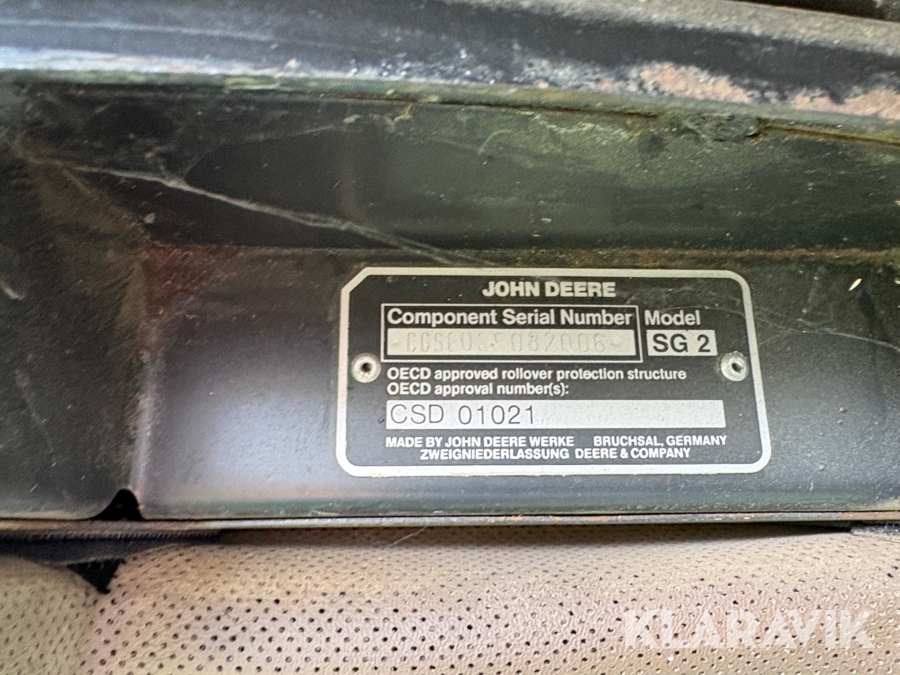 JOHN DEERE
Component Serial Number
Model
SG 2
OECD approved rollover protection structure
OECD approval number(s):
CSD 01021
MADE BY JOHN DEERE WERKE BRUCHSAL, GERMANY
ZWEIGNIEDERLASSUNG DEERE & COMPANY
KLARAVIK